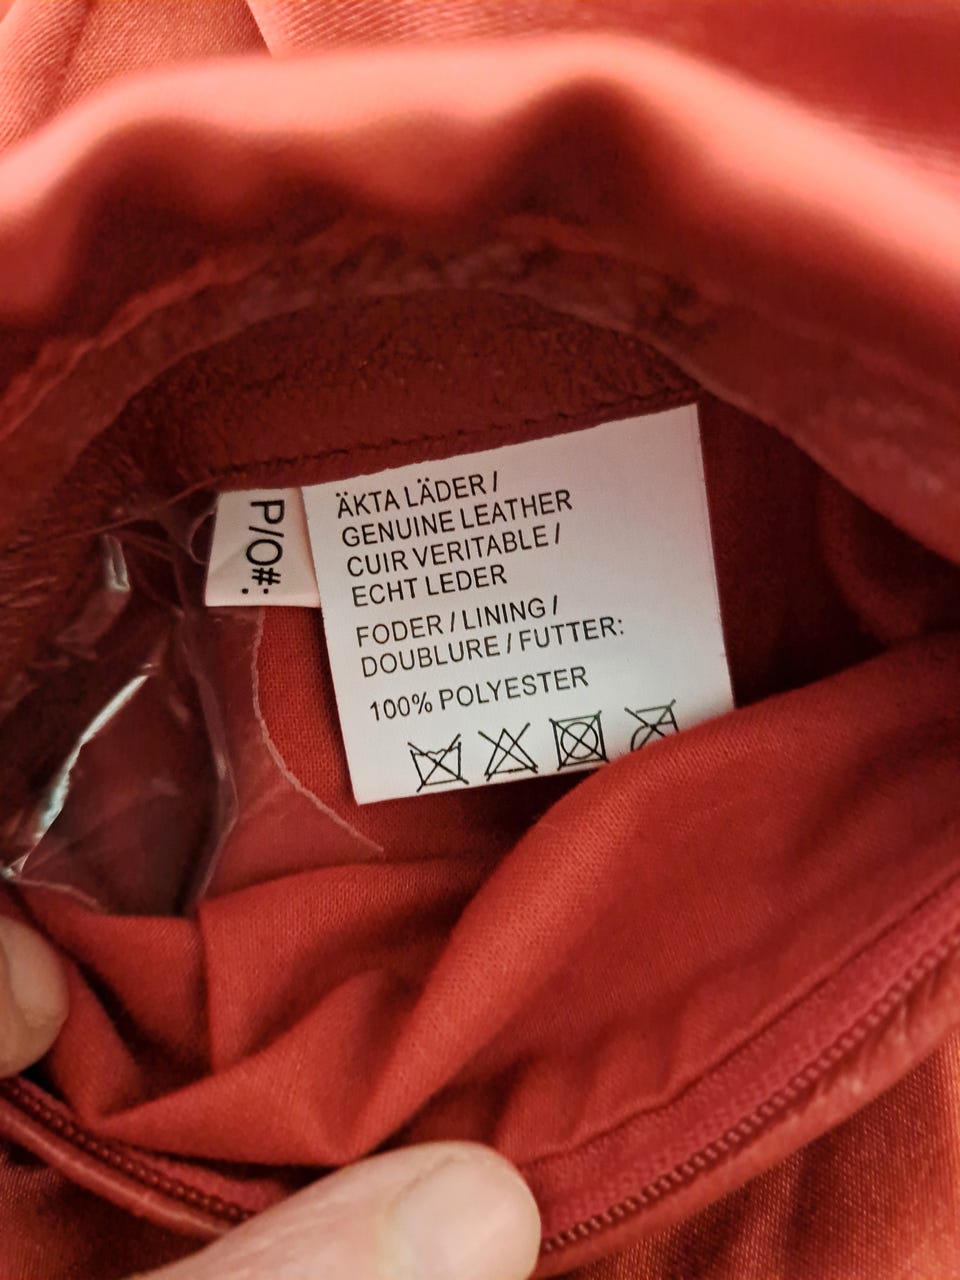 P/O#:
ÄKTA LÄDER /
GENUINE LEATHER
CUIR VERITABLE /
ECHT LEDER
FODER / LINING /
DOUBLURE / FUTTER:
100% POLYESTER